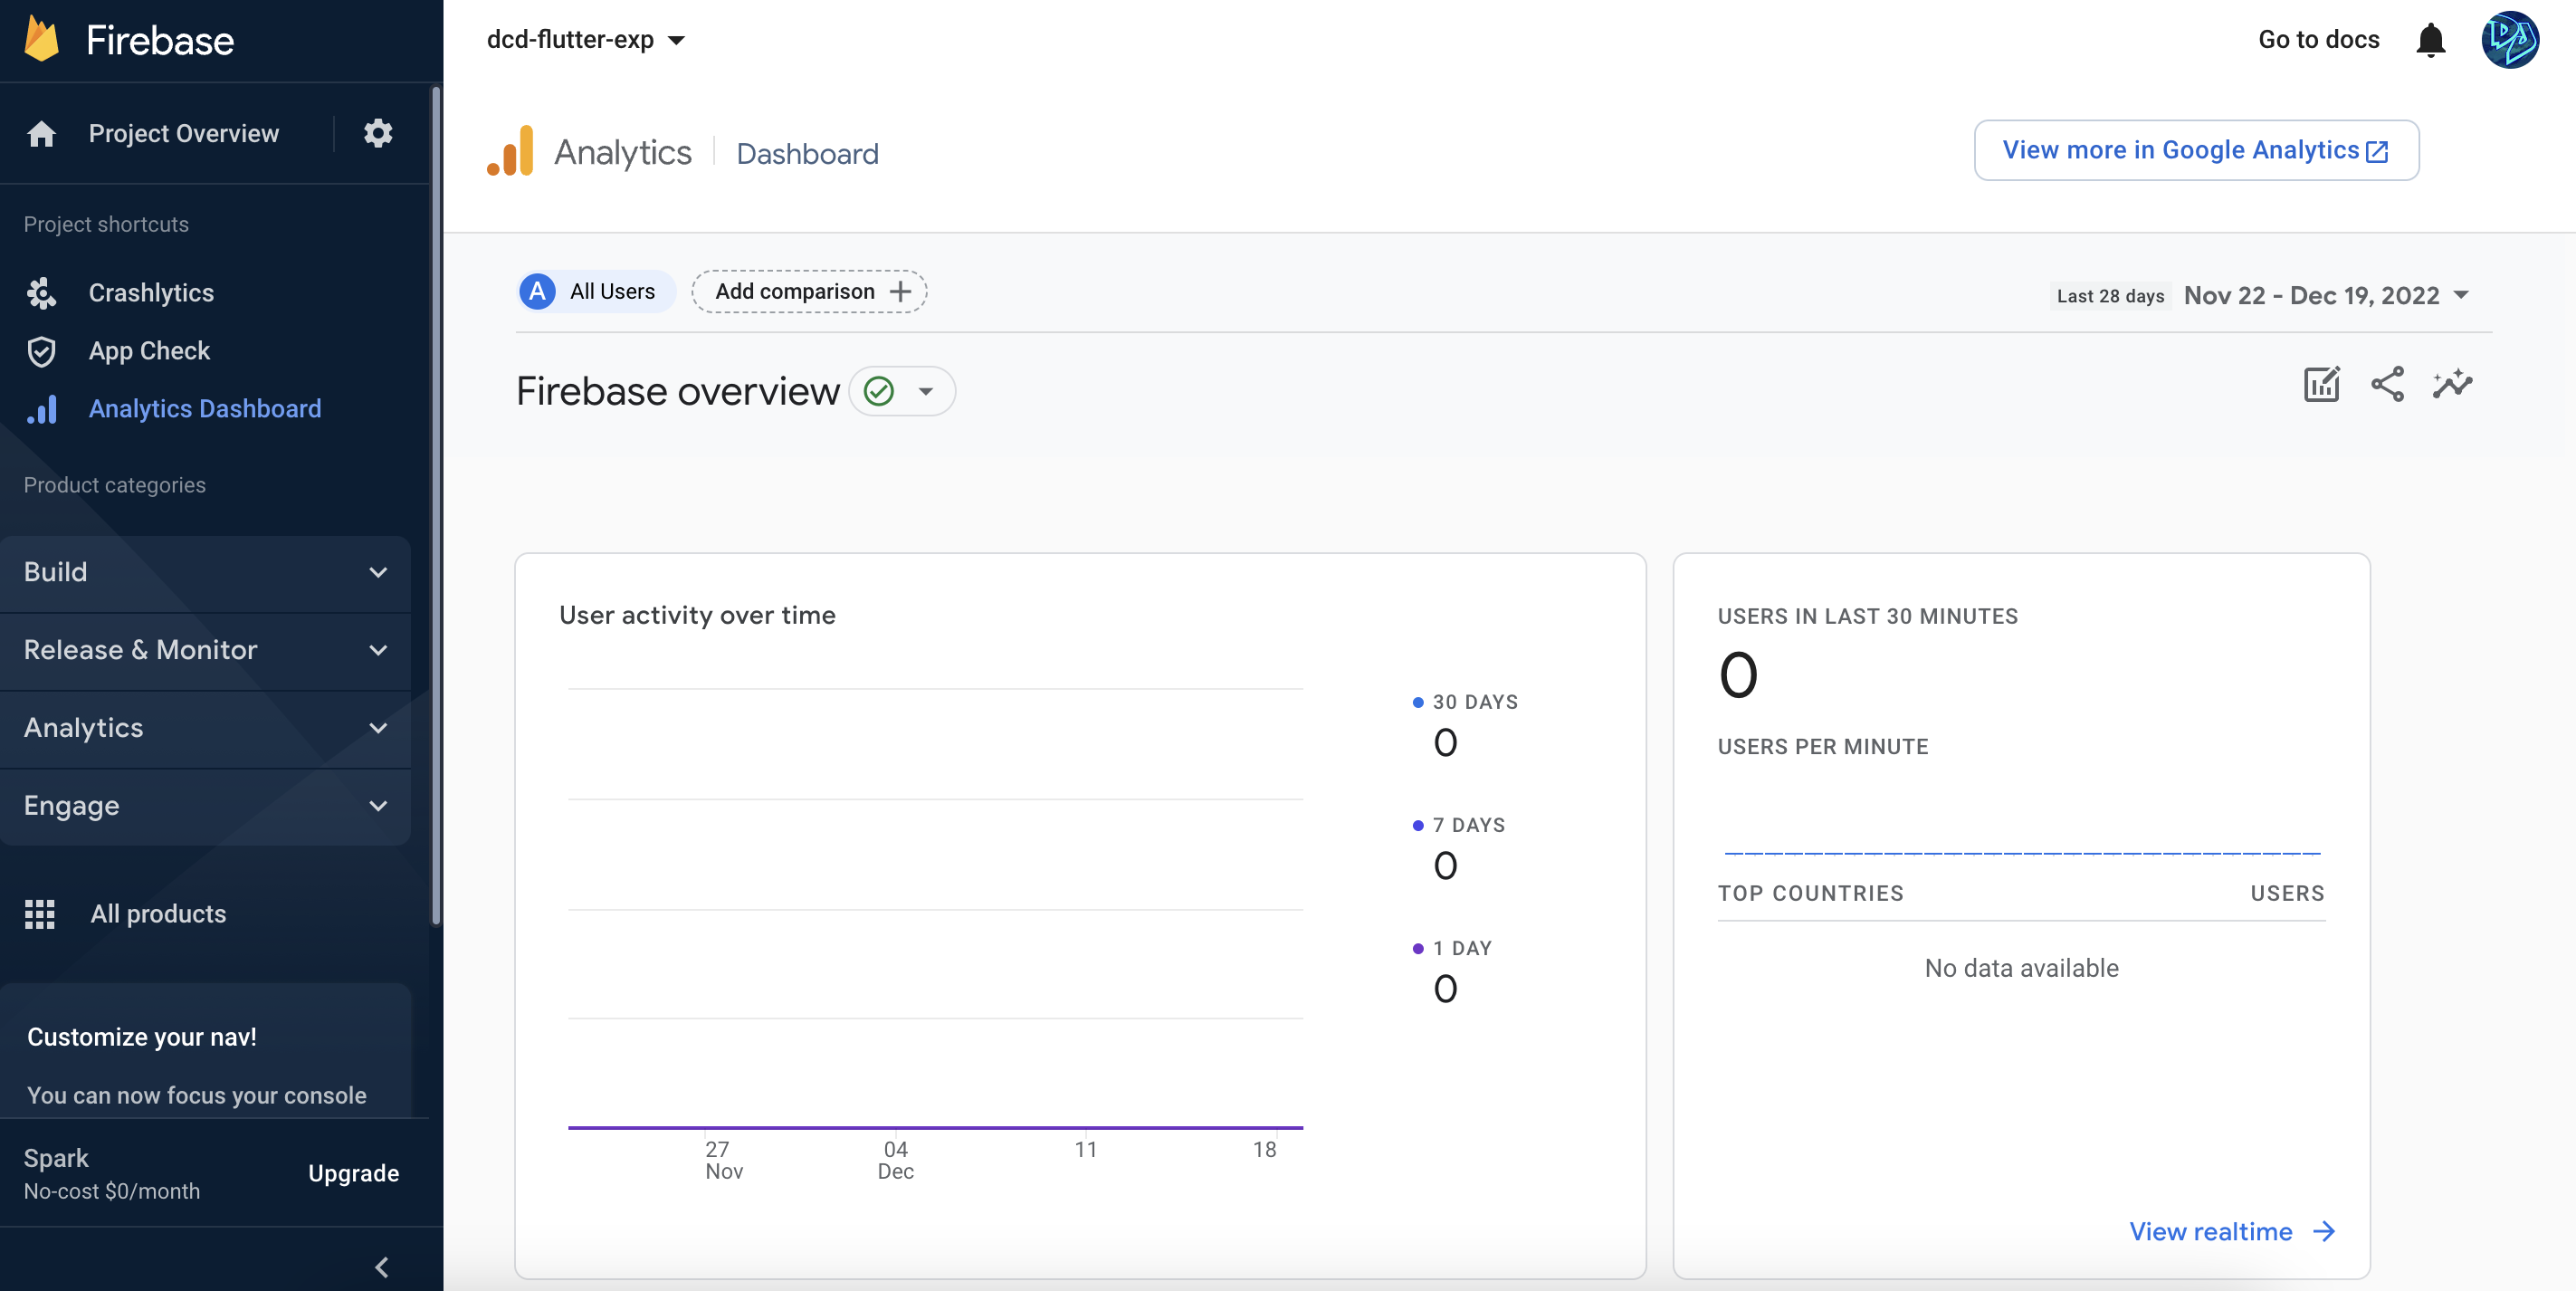 Firebase
Project Overview
Project shortcuts
Crashlytics
App Check
Analytics Dashboard
Product categories
Build
Release & Monitor
Analytics
Engage
All products
Customize your nav!
You can now focus your console
Spark
No-cost $0/month
Upgrade
dcd-flutter-exp
Go to docs
Analytics
Dashboard
View more in Google Analytics
A All Users
Add comparison
Last 28 days Nov 22 - Dec 19, 2022
Firebase overview
User activity over time
30 DAYS
0
7 DAYS
0
1 DAY
0
27 04 11 18
Nov Dec
USERS IN LAST 30 MINUTES
0
USERS PER MINUTE
TOP COUNTRIES USERS
No data available
View realtime